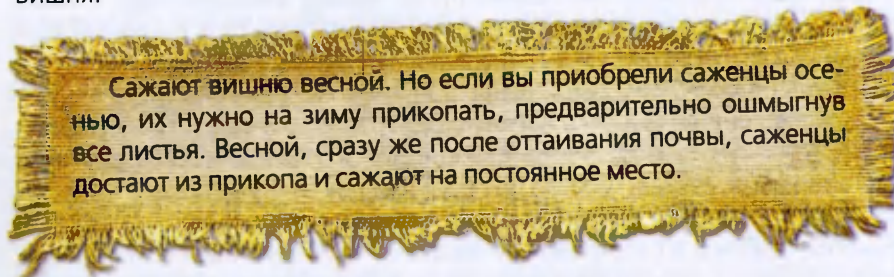 Сажают вишню весной. Но если вы приобрели саженцы осе-
нью, их нужно на зиму прикопать, предварительно ошмыгнув
все листья. Весной, сразу же после оттаивания почвы, саженцы
достают из прикопа и сажают на постоянное место.